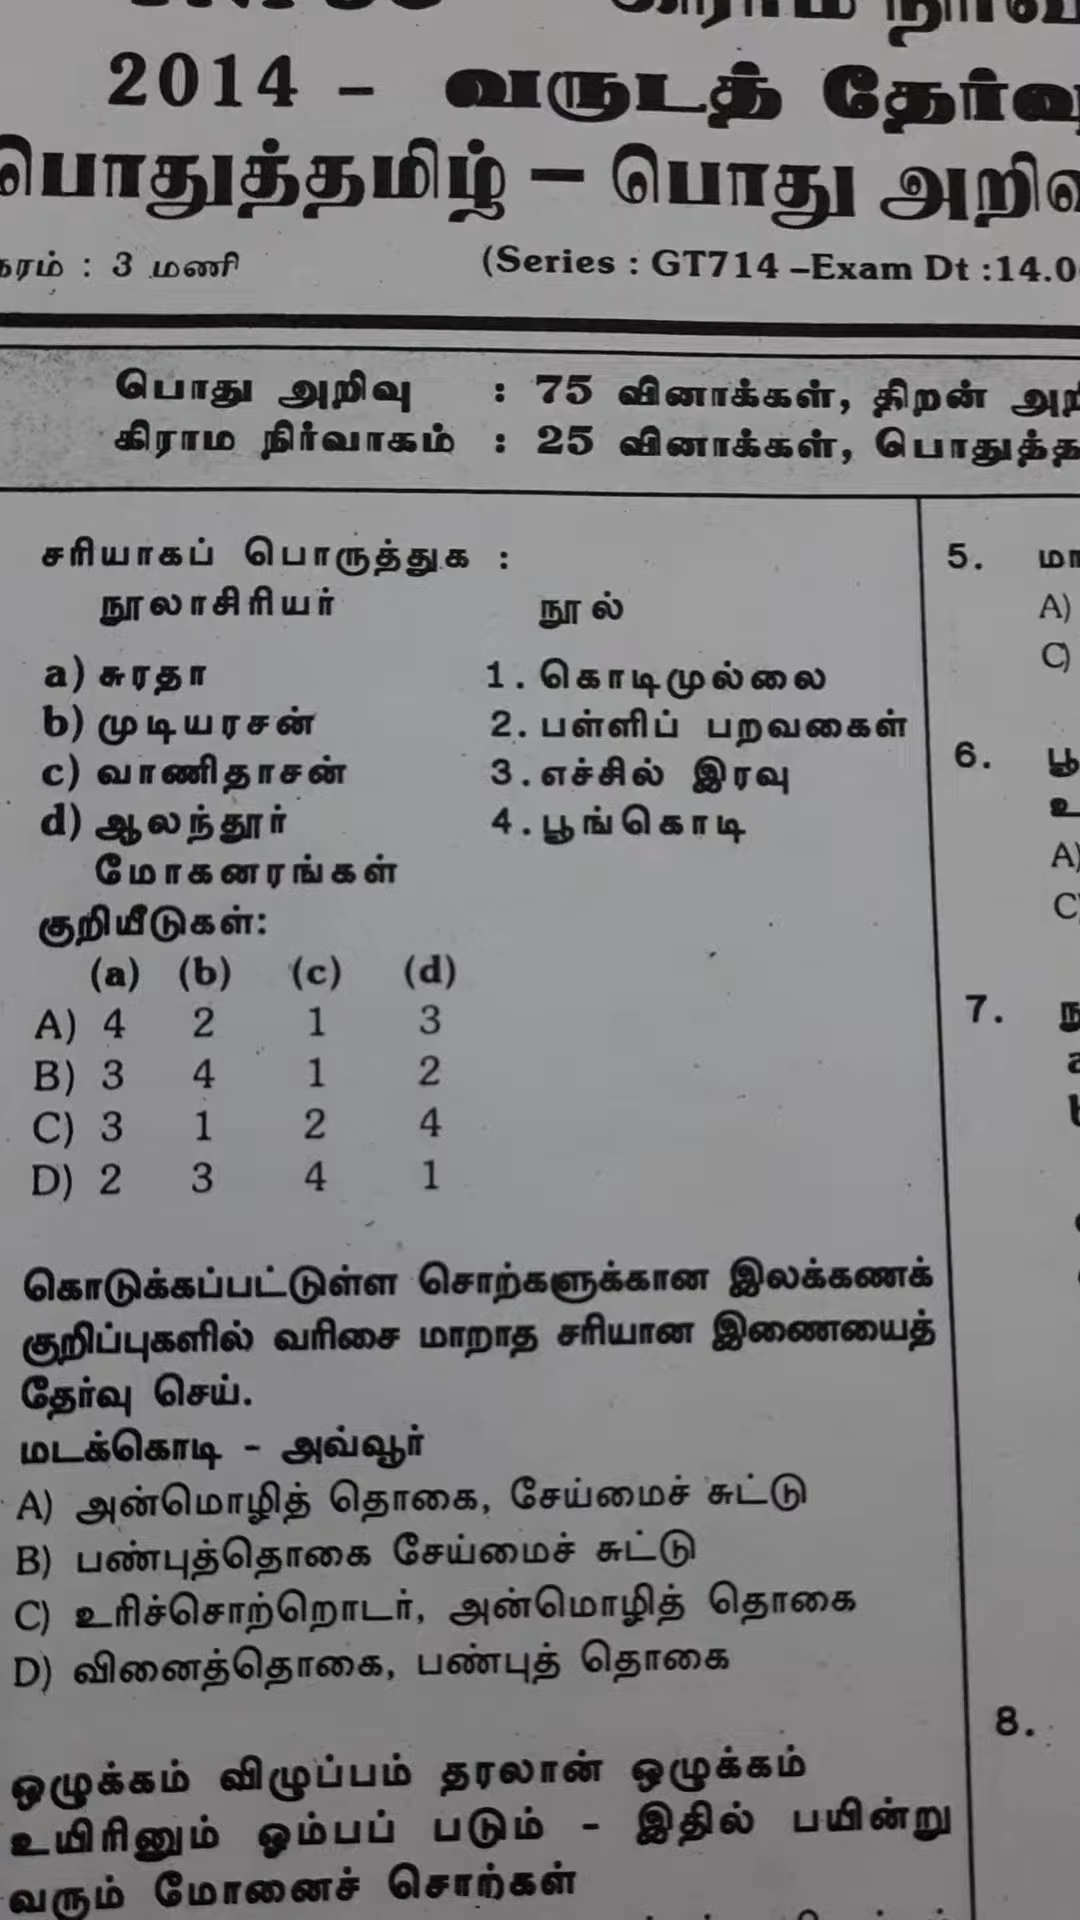 2014 - வருடத் தேர்வு
பொதுத்தமிழ் – பொது
: 3 மணி
(Series : GT714 –Exam Dt :14.0
பொது அறிவு : 75 வினாக்கள், திறன்
கிராம நிர்வாகம் : 25 வினாக்கள்,
சரியாகப் பொருத்துக :
நூலாசிரியர் நூல்
a) சுரதா 1. கொடிமுல்லை
b) முடியரசன் 2. பள்ளிப் பறவகைள்
c) வாணிதாசன் 3. எச்சில் இரவு
d) ஆலந்தூர் 4. பூங்கொடி
மோகனரங்கள்
குறியீடுகள்:
(a) (b) (c) (d)
A) 4 2 1 3
B) 3 4 1 2
C) 3 1 2 4
D) 2 3 4 1
கொடுக்கப்பட்டுள்ள சொற்களுக்கான இலக்கணக்
குறிப்புகளில் வரிசை மாறாத சரியான இணையைத்
தேர்வு செய்.
மடக்கொடி - அவ்வூர்
A) அன்மொழித் தொகை, சேய்மைச் சுட்டு
B) பண்புத்தொகை சேய்மைச் சுட்டு
C) உரிச்சொற்றொடர், அன்மொழித் தொகை
D) வினைத்தொகை, பண்புத் தொகை
ஒழுக்கம் விழுப்பம் தரலான் ஒழுக்கம்
உயிரினும் ஓம்பப் படும் - இதில் பயின்று
வரும் மோனைச் சொற்கள்
5.
A)
C)
6.
A)
C)
7.
8.